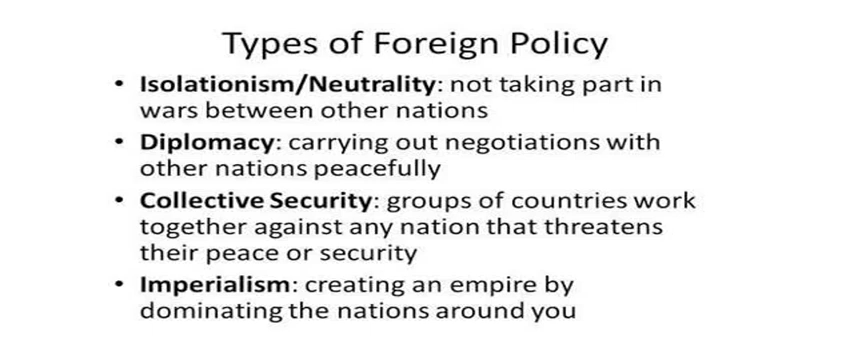 Types of Foreign Policy
• Isolationism/Neutrality: not taking part in
wars between other nations
• Diplomacy: carrying out negotiations with
other nations peacefully
• Collective Security: groups of countries work
together against any nation that threatens
their peace or security
• Imperialism: creating an empire by
dominating the nations around you